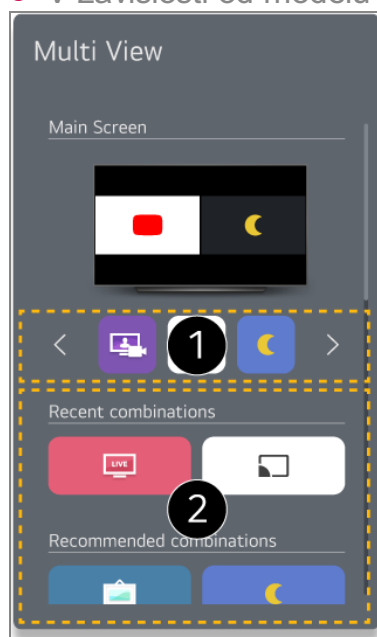 Multi View
Main Screen
1
Recent combinations
LIVE
2
Recommended combinations